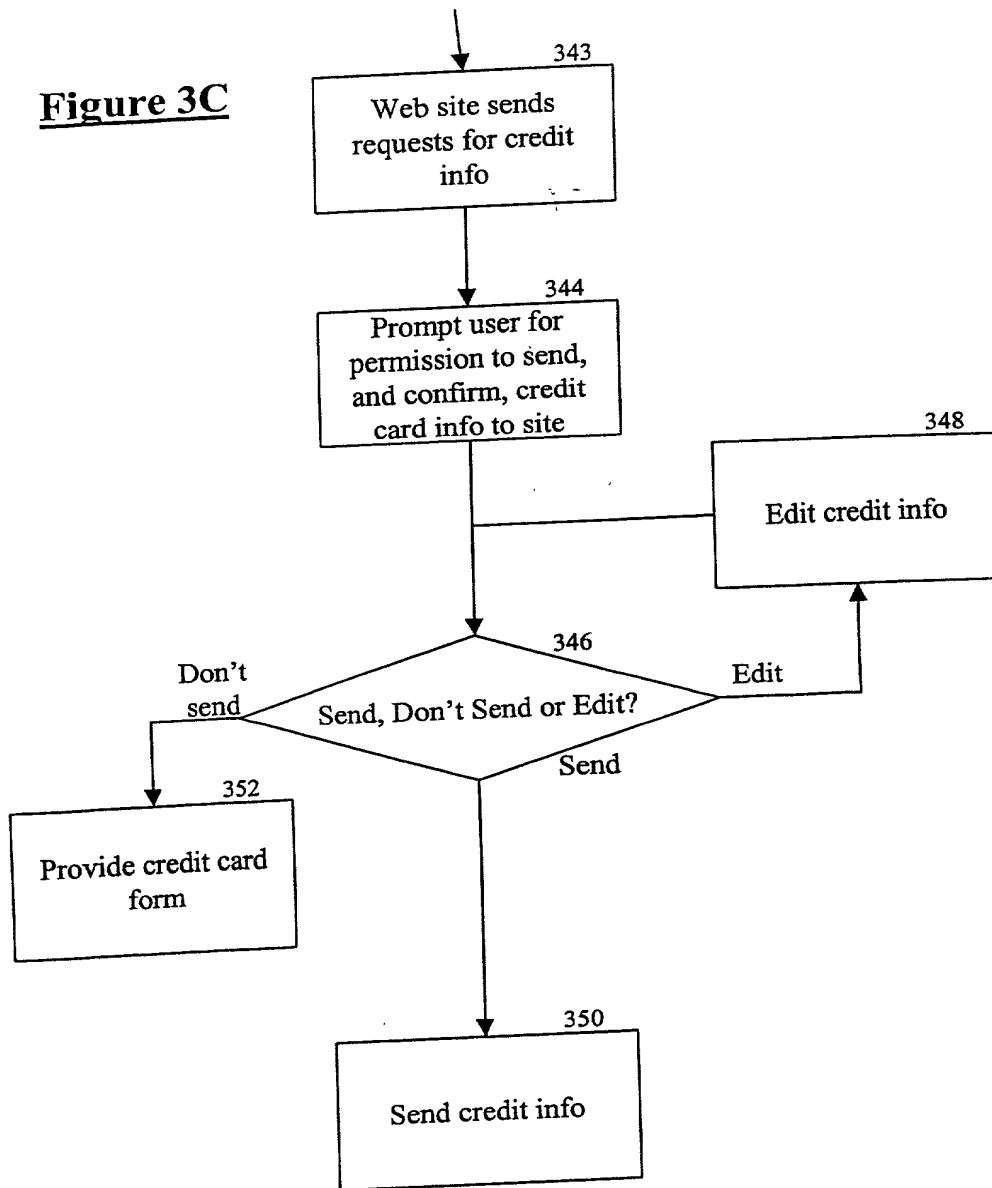 Figure 3C
343
Web site sends
requests for credit
info
344
Prompt user for
permission to send,
and confirm, credit
card info to site
348
Edit credit info
346
Send, Don't Send or Edit?
Don't
send
Edit
Send
352
Provide credit card
form
350
Send credit info